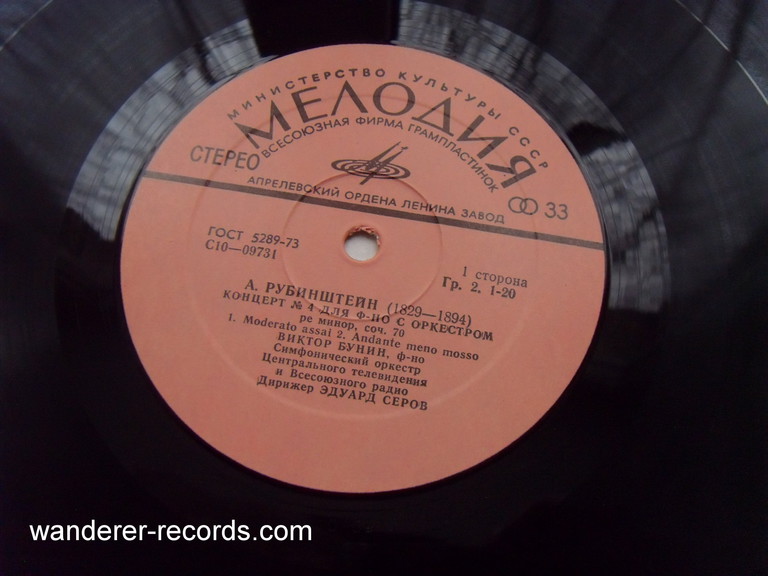 МИНИСТЕРСТВО КУЛЬТУРЫ СССР
МЕЛОДИЯ
ВСЕСОЮЗНАЯ ФИРМА ГРАМПЛАСТИНОК
СТЕРЕО
АПРЕЛЕВСКИЙ ОРДЕНА ЛЕНИНА ЗАВОД
33
ГОСТ 5289-73
С10—09731
1 сторона
Гр. 2. 1-20
А. РУБИНШТЕЙН (1829—1894)
КОНЦЕРТ № 4 ДЛЯ Ф-ПО С ОРКЕСТРОМ
ре минор, соч. 70
1. Moderato assai 2. Andante meno mosso
ВИКТОР БУНИН, ф-по
Симфонический оркестр
Центрального телевидения
и Всесоюзного радио
Дирижер ЭДУАРД СЕРОВ
wanderer-records.com